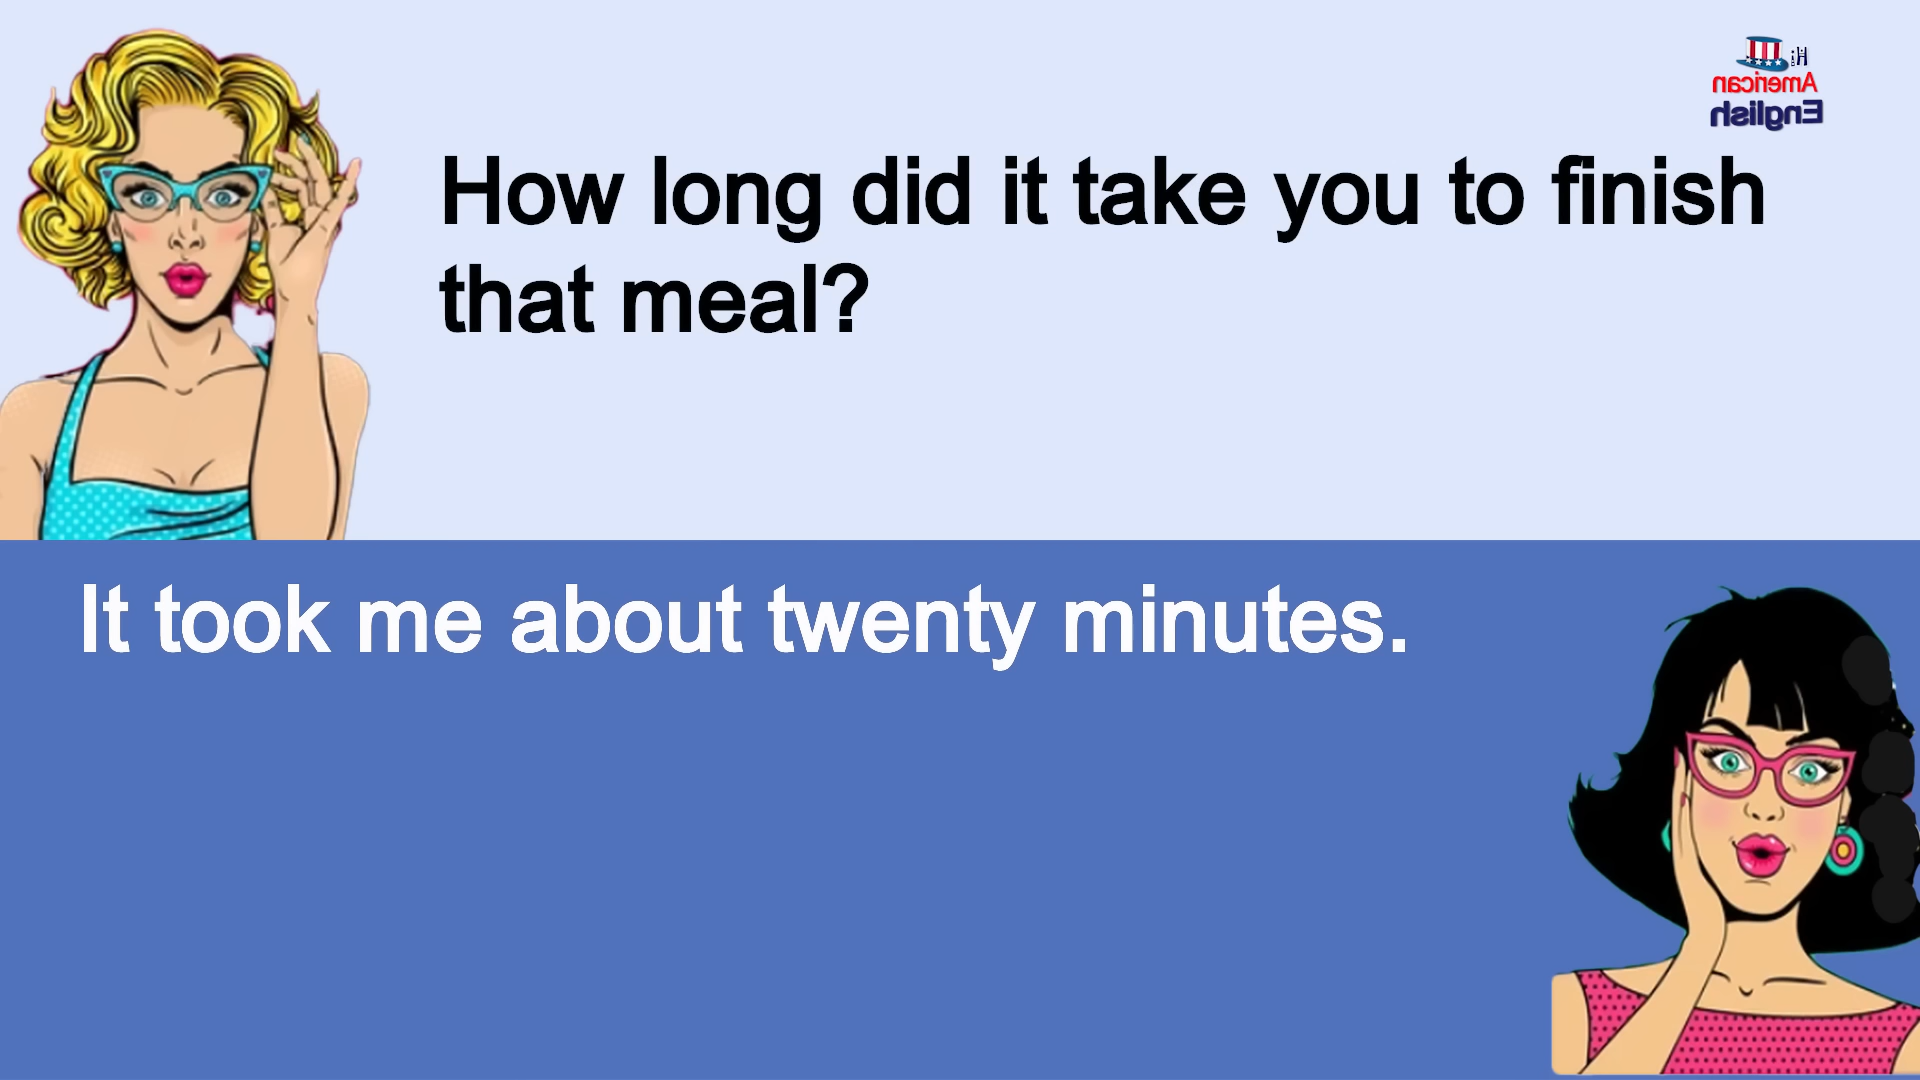 Hi
American
English
How long did it take you to finish
that meal?
It took me about twenty minutes.